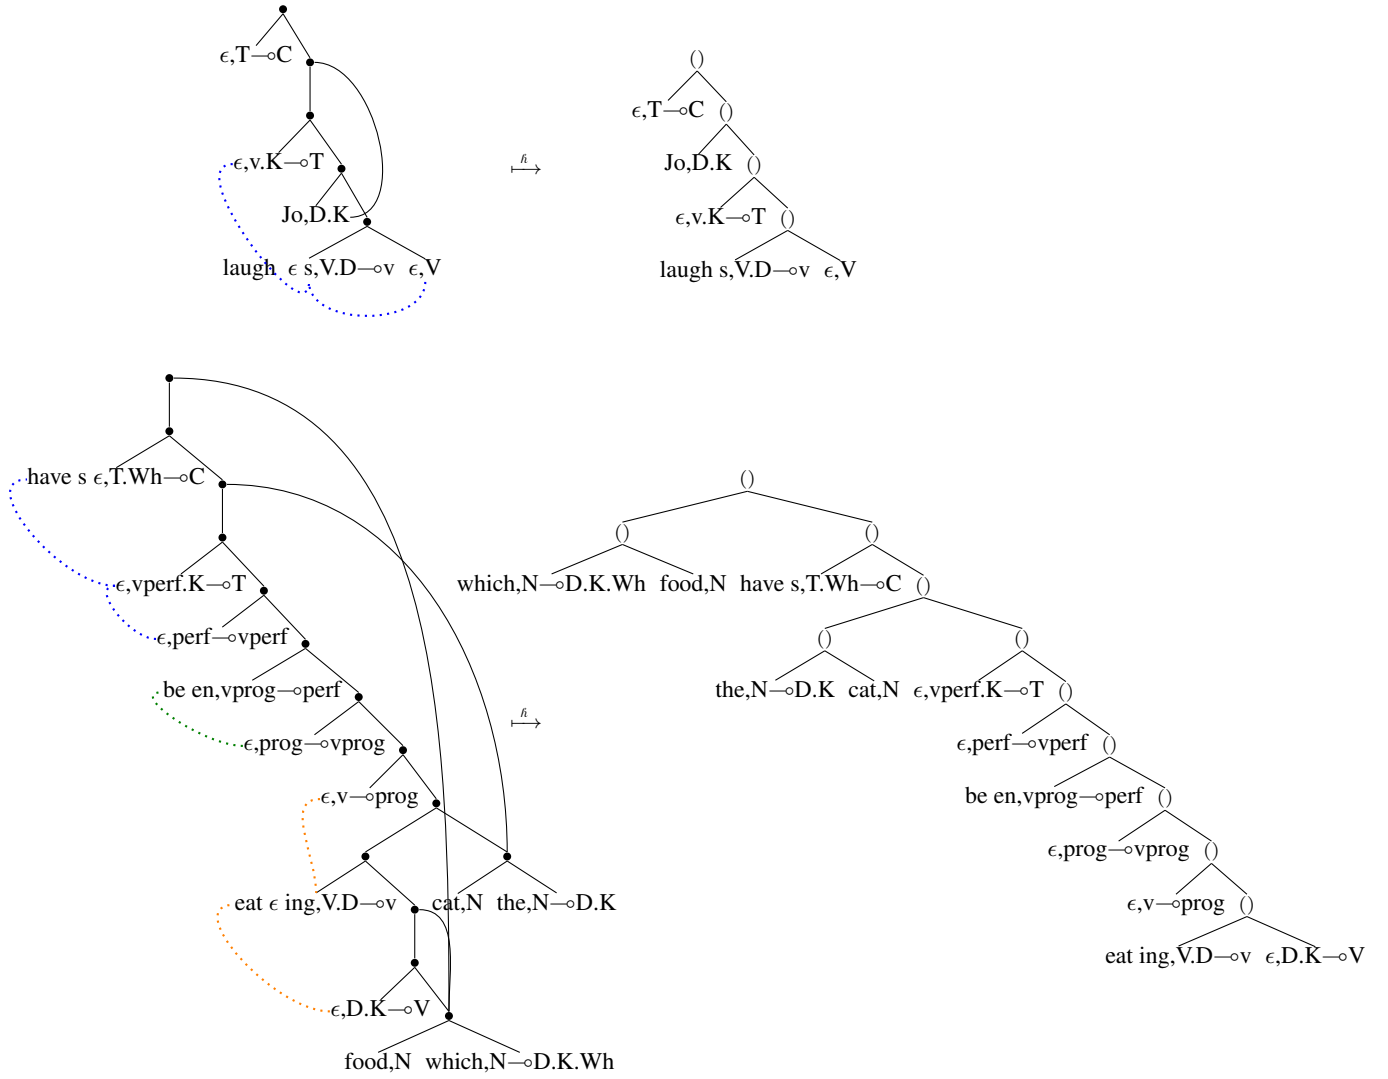 ϵ,T⊸C
()
ϵ,T⊸C ()
ϵ,v.K⊸T
ℏ
Jo,D.K ()
Jo,D.K
ϵ,v.K⊸T ()
laugh ϵ s,V.D⊸v ϵ,V
laugh s,V.D⊸v ϵ,V
have s ϵ,T.Wh⊸C
()
() ()
ϵ,vperf.K⊸T
which,N⊸D.K.Wh food,N have s,T.Wh⊸C ()
ϵ,perf⊸vperf
() ()
be en,vprog⊸perf
the,N⊸D.K cat,N ϵ,vperf.K⊸T ()
ℏ
ϵ,prog⊸vprog
ϵ,perf⊸vperf ()
ϵ,v⊸prog
be en,vprog⊸perf ()
ϵ,prog⊸vprog ()
eat ϵ ing,V.D⊸v cat,N the,N⊸D.K
ϵ,v⊸prog ()
eat ing,V.D⊸v ϵ,D.K⊸V
ϵ,D.K⊸V
food,N which,N⊸D.K.Wh